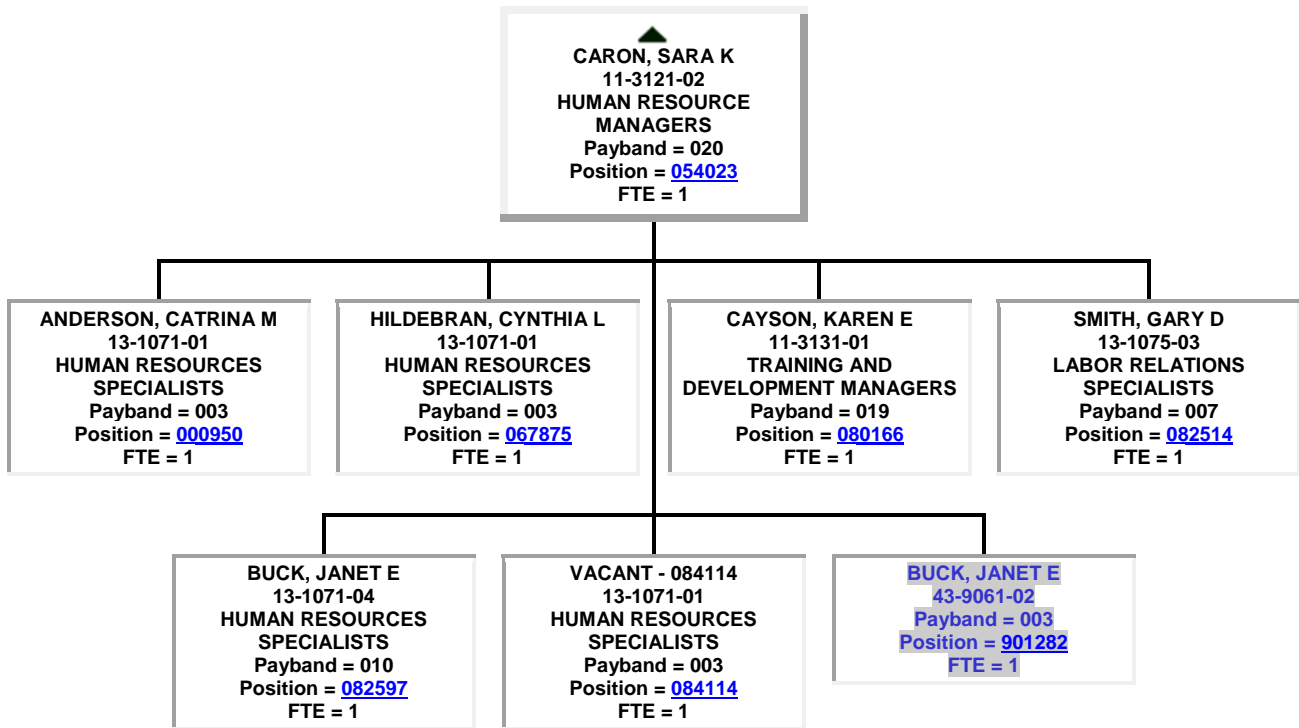 CARON, SARA K
11-3121-02
HUMAN RESOURCE
MANAGERS
Payband = 020
Position = 054023
FTE = 1
ANDERSON, CATRINA M
13-1071-01
HUMAN RESOURCES
SPECIALISTS
Payband = 003
Position = 000950
FTE = 1
HILDEBRAN, CYNTHIA L
13-1071-01
HUMAN RESOURCES
SPECIALISTS
Payband = 003
Position = 067875
FTE = 1
CAYSON, KAREN E
11-3131-01
TRAINING AND
DEVELOPMENT MANAGERS
Payband = 019
Position = 080166
FTE = 1
SMITH, GARY D
13-1075-03
LABOR RELATIONS
SPECIALISTS
Payband = 007
Position = 082514
FTE = 1
BUCK, JANET E
13-1071-04
HUMAN RESOURCES
SPECIALISTS
Payband = 010
Position = 082597
FTE = 1
VACANT - 084114
13-1071-01
HUMAN RESOURCES
SPECIALISTS
Payband = 003
Position = 084114
FTE = 1
BUCK, JANET E
43-9061-02
Payband = 003
Position = 901282
FTE = 1